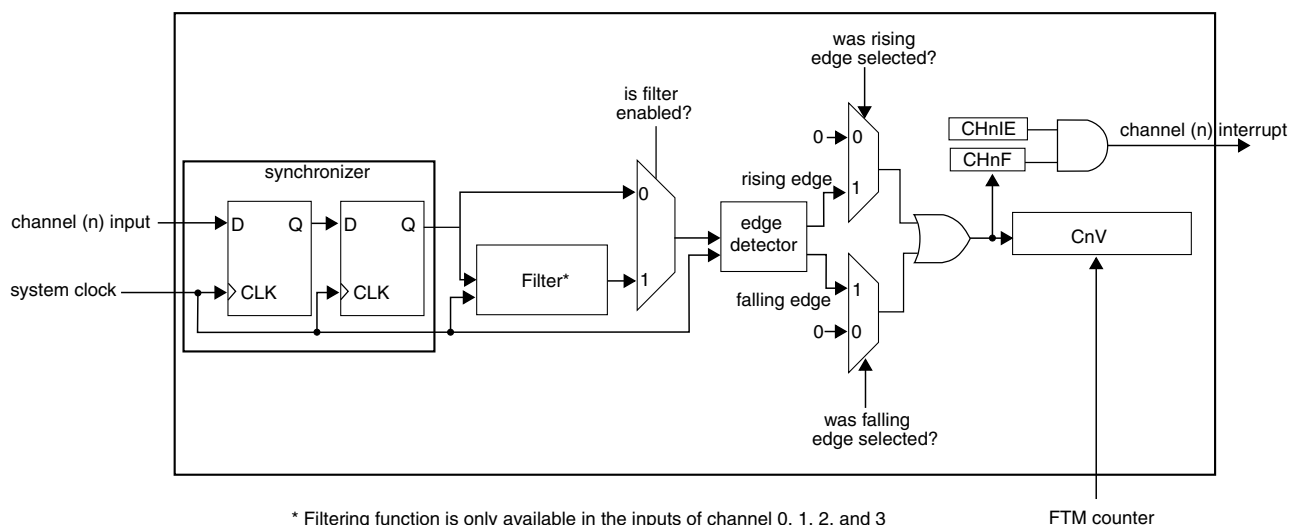 was rising
edge selected?
is filter
enabled?
CHnIE
channel (n) interrupt
0
0
CHnF
synchronizer
rising edge
1
0
channel (n) input
D
Q
D
Q
edge
detector
CnV
Filter*
1
system clock
CLK
CLK
falling edge
1
0
0
was falling
edge selected?
* Filtering function is only available in the inputs of channel 0, 1, 2, and 3
FTM counter